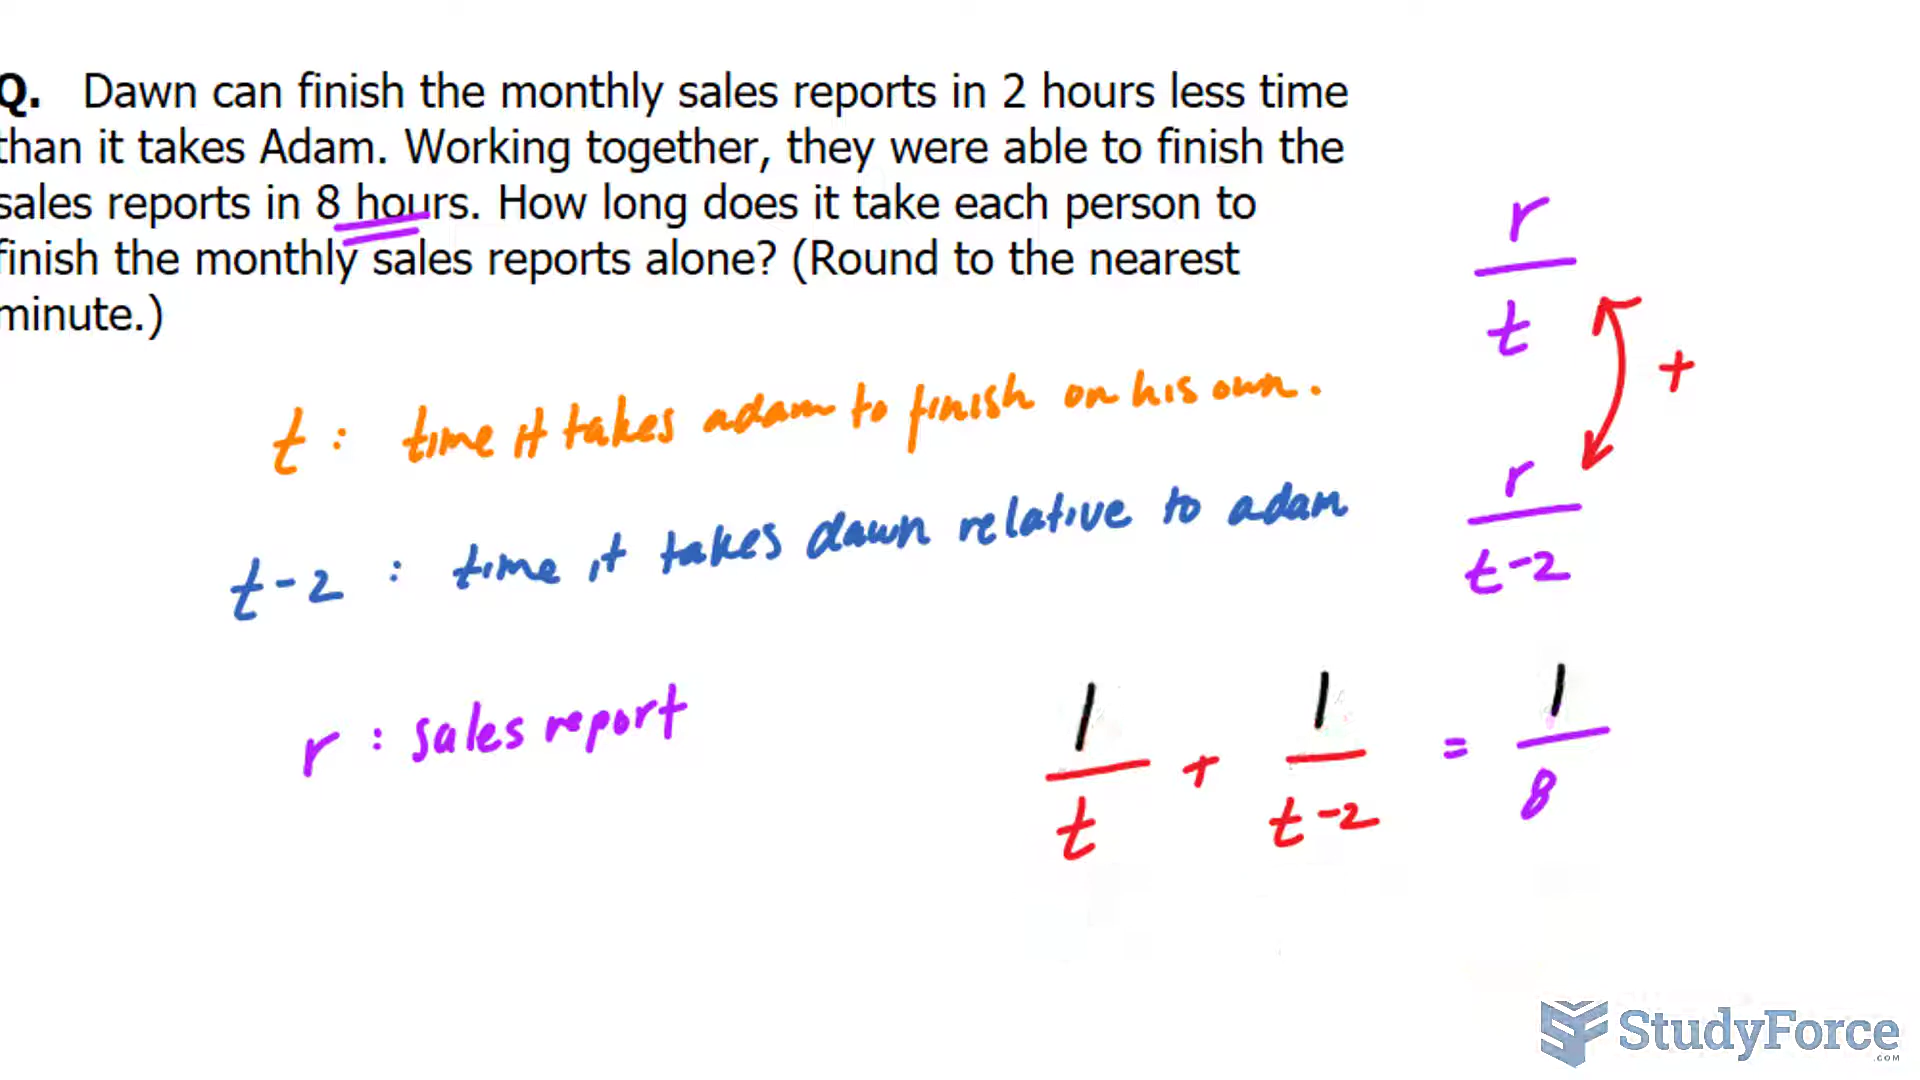 Q. Dawn can finish the monthly sales reports in 2 hours less time
than it takes Adam. Working together, they were able to finish the
sales reports in 8 hours. How long does it take each person to
finish the monthly sales reports alone? (Round to the nearest
minute.)
r
t
+
r
t-2
t : time it takes adam to finish on his own.
t-2 : time it takes dawn relative to adam
r : sales report
1/t + 1/t-2 = 1/8
StudyForce
.COM